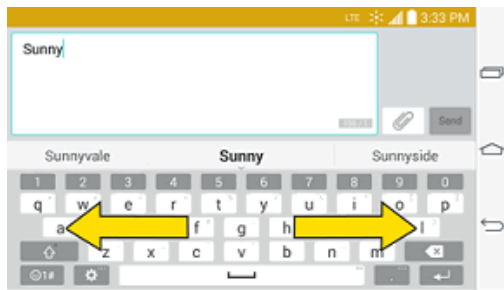 LTE 3:33 PM
Sunny
Send
Sunnyvale Sunny Sunnyside
1 2 3 4 5 6 7 8 9 0
q w e r t y u i o p
a f g h l
z x c v b n m
1#